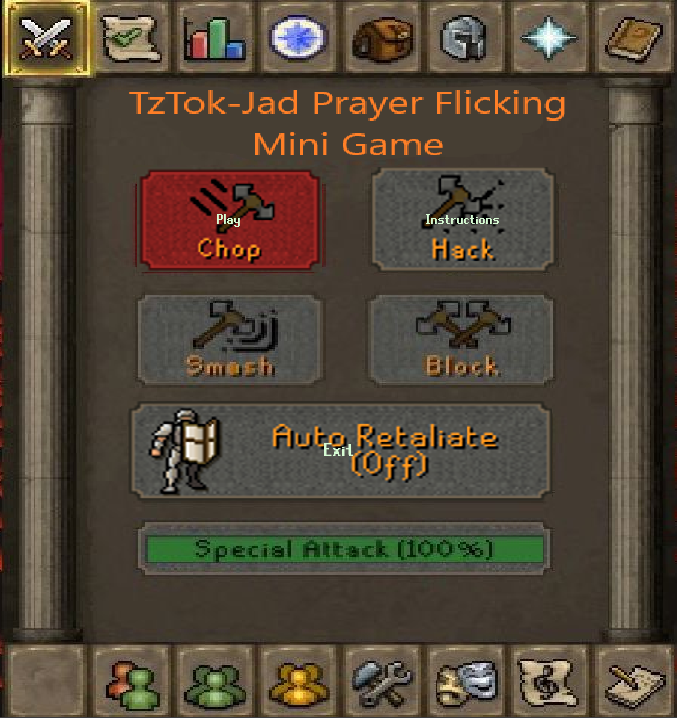 TzTok-Jad Prayer Flicking
Mini Game
Play
Chop
Instructions
Hack
Smash
Block
Auto Retaliate
Exit
(Off)
Special Attack (100%)